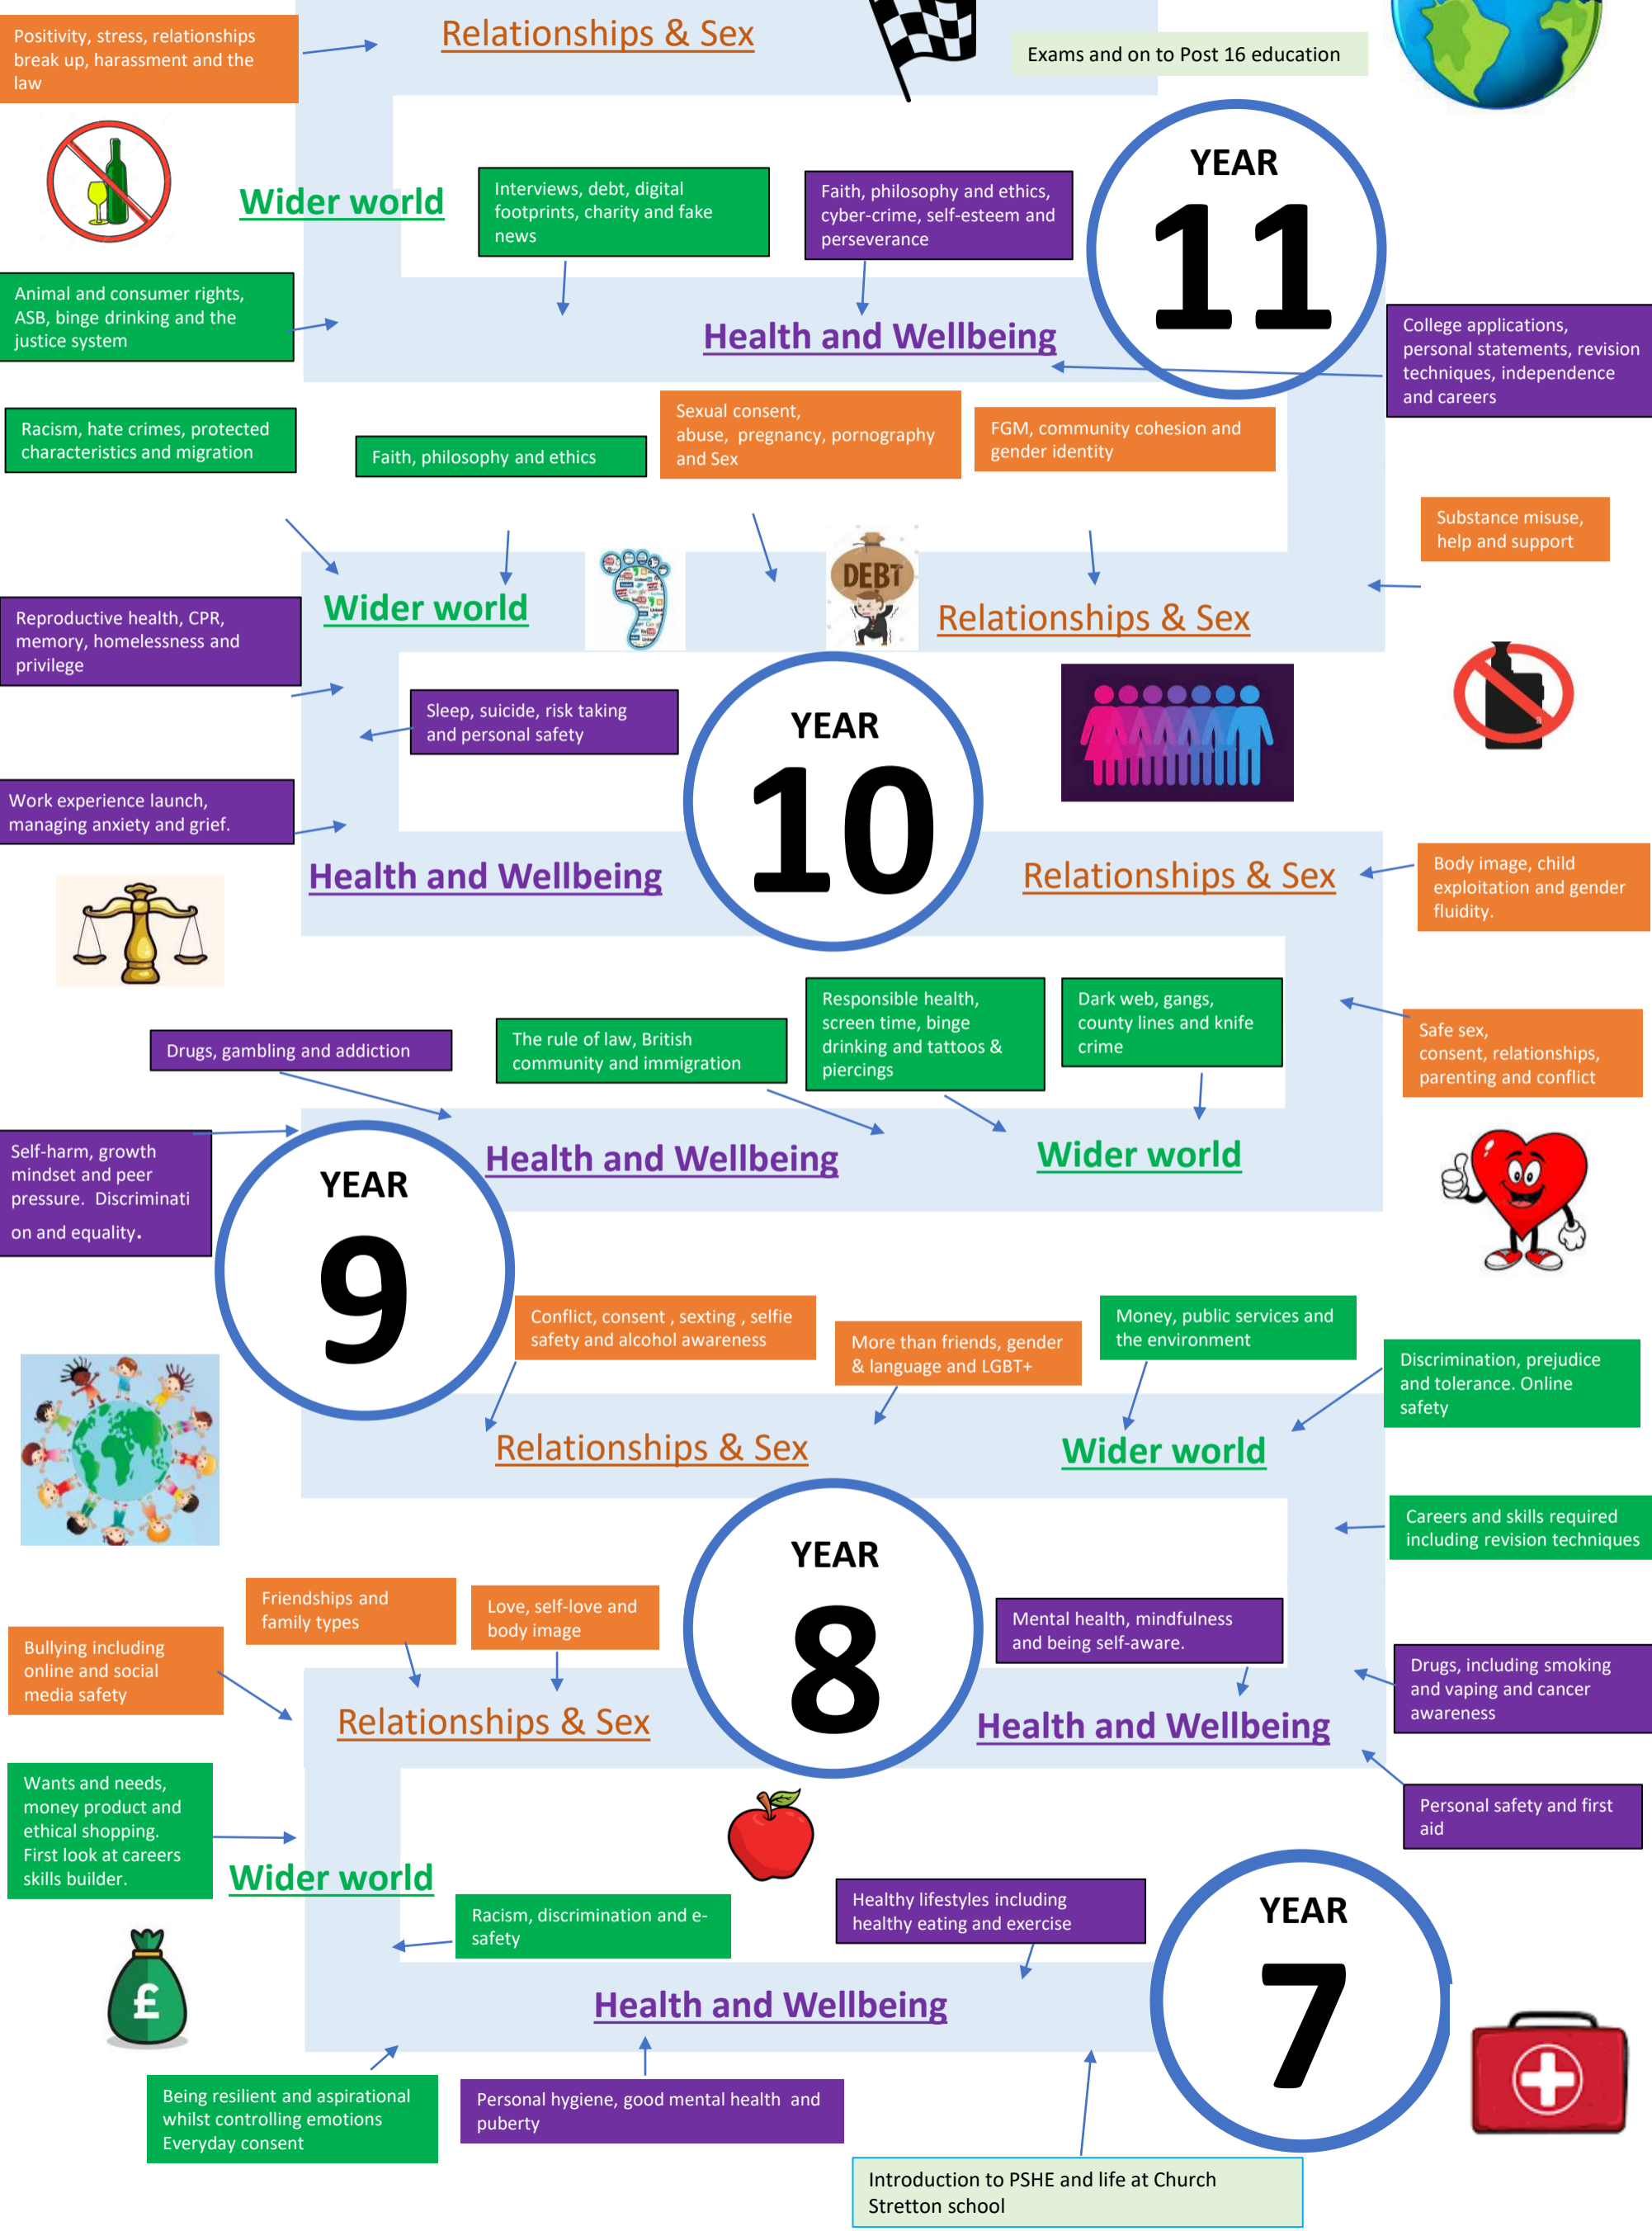 Positivity, stress, relationships
break up, harassment and the
law
Relationships & Sex
Exams and on to Post 16 education
YEAR
11
Wider world
Interviews, debt, digital
footprints, charity and fake
news
Faith, philosophy and ethics,
cyber-crime, self-esteem and
perseverance
Animal and consumer rights,
ASB, binge drinking and the
justice system
Health and Wellbeing
College applications,
personal statements, revision
techniques, independence
and careers
Racism, hate crimes, protected
characteristics and migration
Faith, philosophy and ethics
Sexual consent,
abuse, pregnancy, pornography
and Sex
FGM, community cohesion and
gender identity
Substance misuse,
help and support
Wider world
DEBT
Relationships & Sex
Reproductive health, CPR,
memory, homelessness and
privilege
Sleep, suicide, risk taking
and personal safety
YEAR
10
Work experience launch,
managing anxiety and grief.
Health and Wellbeing
Relationships & Sex
Body image, child
exploitation and gender
fluidity.
Drugs, gambling and addiction
The rule of law, British
community and immigration
Responsible health,
screen time, binge
drinking and tattoos &
piercings
Dark web, gangs,
county lines and knife
crime
Safe sex,
consent, relationships,
parenting and conflict
Self-harm, growth
mindset and peer
pressure. Discriminati
on and equality.
YEAR
9
Health and Wellbeing
Wider world
Conflict, consent , sexting , selfie
safety and alcohol awareness
More than friends, gender
& language and LGBT+
Money, public services and
the environment
Discrimination, prejudice
and tolerance. Online
safety
Relationships & Sex
Wider world
Careers and skills required
including revision techniques
YEAR
8
Friendships and
family types
Love, self-love and
body image
Mental health, mindfulness
and being self-aware.
Bullying including
online and social
media safety
Drugs, including smoking
and vaping and cancer
awareness
Relationships & Sex
Health and Wellbeing
Wants and needs,
money product and
ethical shopping.
First look at careers
skills builder.
Personal safety and first
aid
Wider world
Racism, discrimination and e-
safety
Healthy lifestyles including
healthy eating and exercise
YEAR
7
£
Health and Wellbeing
Being resilient and aspirational
whilst controlling emotions
Everyday consent
Personal hygiene, good mental health and
puberty
Introduction to PSHE and life at Church
Stretton school